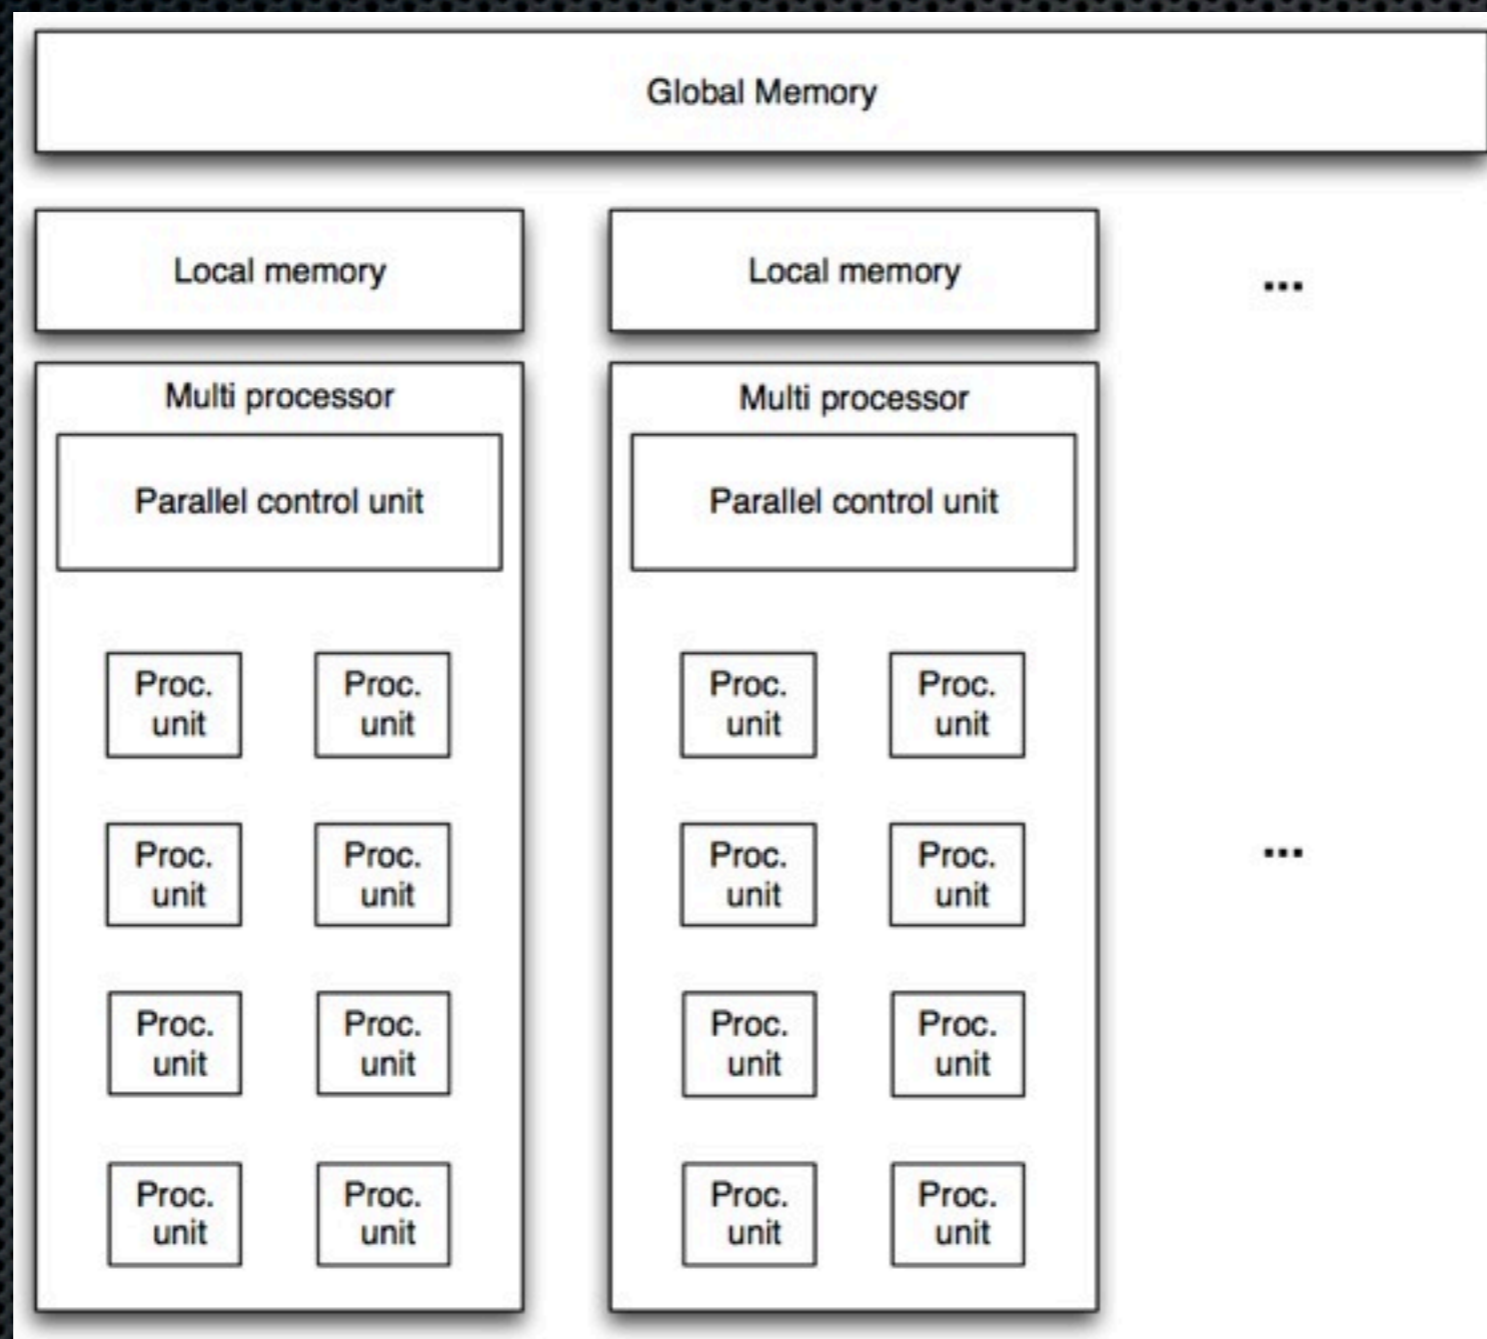 Global Memory
Local memory
Local memory
...
Multi processor
Parallel control unit
Proc.
unit
Proc.
unit
Proc.
unit
Proc.
unit
Proc.
unit
Proc.
unit
Proc.
unit
Proc.
unit
Multi processor
Parallel control unit
Proc.
unit
Proc.
unit
Proc.
unit
Proc.
unit
Proc.
unit
Proc.
unit
Proc.
unit
Proc.
unit
...